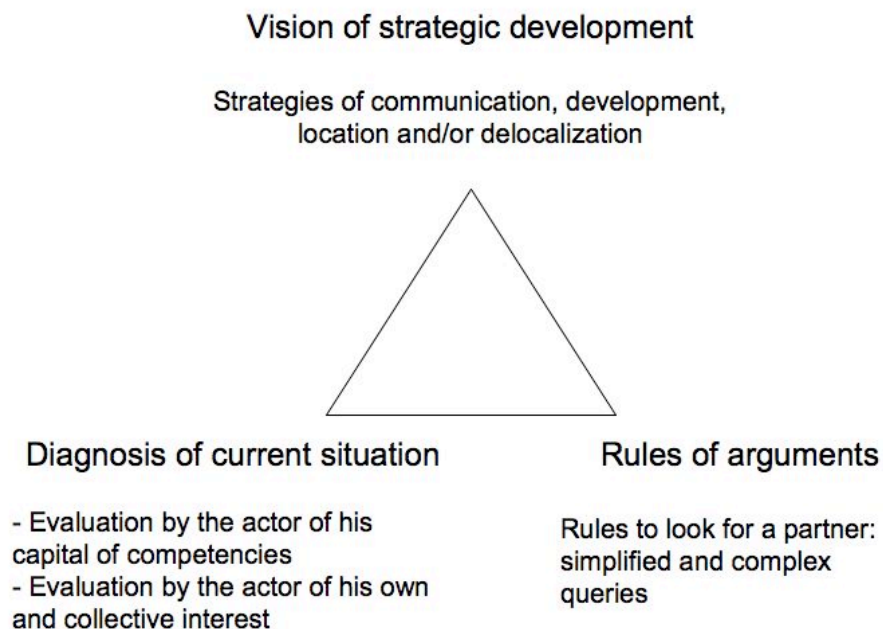 Vision of strategic development
Strategies of communication, development,
location and/or delocalization
Diagnosis of current situation
- Evaluation by the actor of his
capital of competencies
- Evaluation by the actor of his own
and collective interest
Rules of arguments
Rules to look for a partner:
simplified and complex
queries